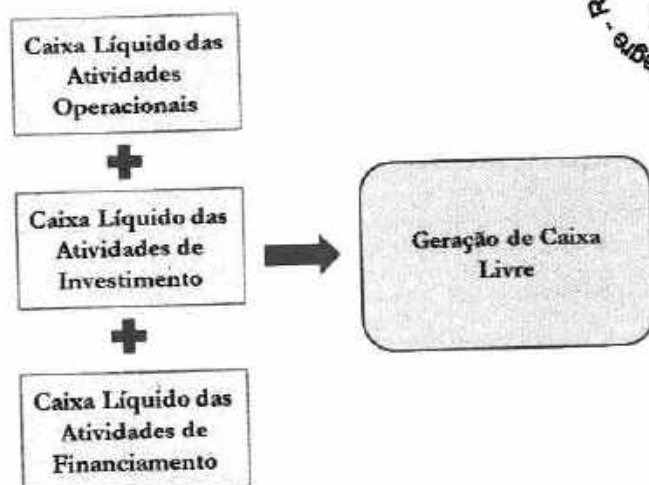 Caixa Líquido das
Atividades
Operacionais
Caixa Líquido das
Atividades de
Investimento
Geração de Caixa
Livre
Caixa Líquido das
Atividades de
Financiamento